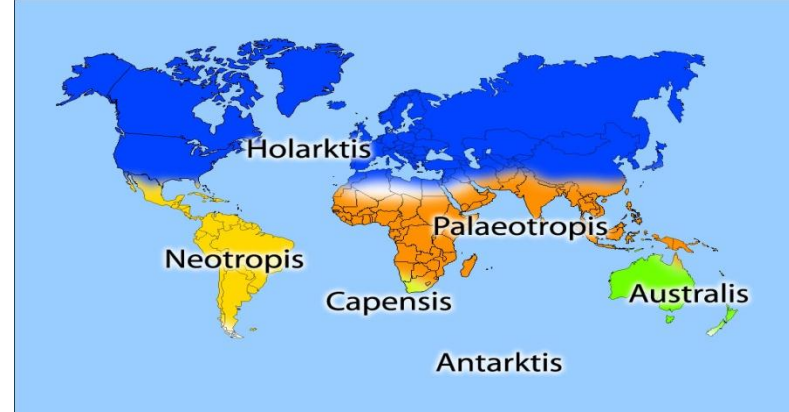 Holarktis
Palaeotropis
Neotropis
Capensis
Australis
Antarktis